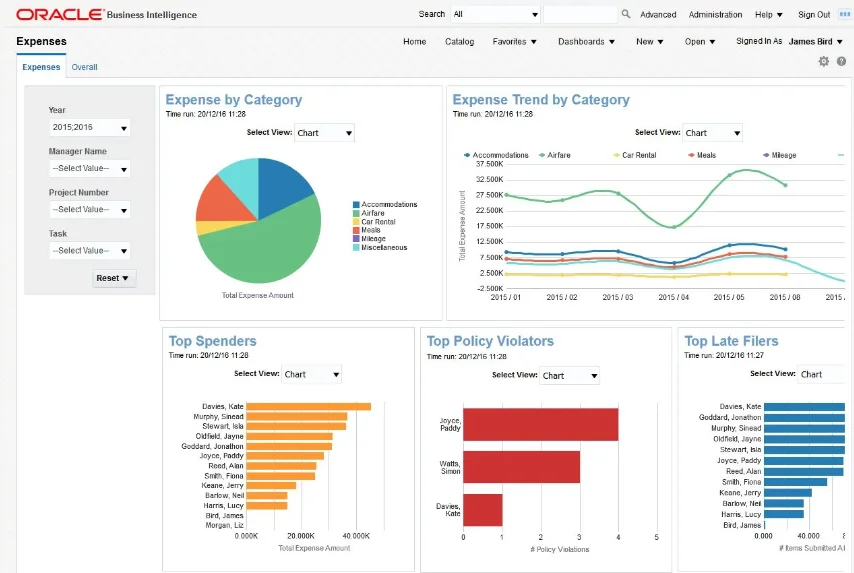 ORACLE Business Intelligence
Search All Advanced Administration Help Sign Out
Expenses
Home Catalog Favorites Dashboards New Open Signed In As James Bird
Expenses Overall
Year
2015;2016
Manager Name
--Select Value--
Project Number
--Select Value--
Task
--Select Value--
Reset
Expense by Category
Time run: 20/12/16 11:28
Select View: Chart
Accommodations
Airfare
Car Rental
Meals
Mileage
Miscellaneous
Total Expense Amount
Expense Trend by Category
Time run: 20/12/16 11:28
Select View: Chart
Accommodations Airfare Car Rental Meals Mileage
37.500K
32.500K
27.500K
22.500K
17.500K
12.500K
7.500K
2.500K
-2.500K
Total Expense Amount
2015 / 01 2015 / 02 2015 / 03 2015 / 04 2015 / 05 2015 / 08 2015 /
Top Spenders
Time run: 20/12/16 11:28
Select View: Chart
Davies, Kate
Murphy, Sinead
Stewart, Isla
Oldfield, Jayne
Goddard, Jonathon
Joyce, Paddy
Reed, Alan
Smith, Fiona
Keane, Jerry
Barlow, Neil
Harris, Lucy
Bird, James
Morgan, Liz
0.000K 20.000K 40.000K
Total Expense Amount
Top Policy Violators
Time run: 20/12/16 11:28
Select View: Chart
Joyce,
Paddy
Watts,
Simon
Davies,
Kate
0 1 2 3 4 5
# Policy Violations
Top Late Filers
Time run: 20/12/16 11:27
Select View: Chart
Davies, Kate
Goddard, Jonathon
Murphy, Sinead
Oldfield, Jayne
Stewart, Isla
Joyce, Paddy
Reed, Alan
Smith, Fiona
Keane, Jerry
Barlow, Neil
Harris, Lucy
Bird, James
0.000 40.000
# Items Submitted